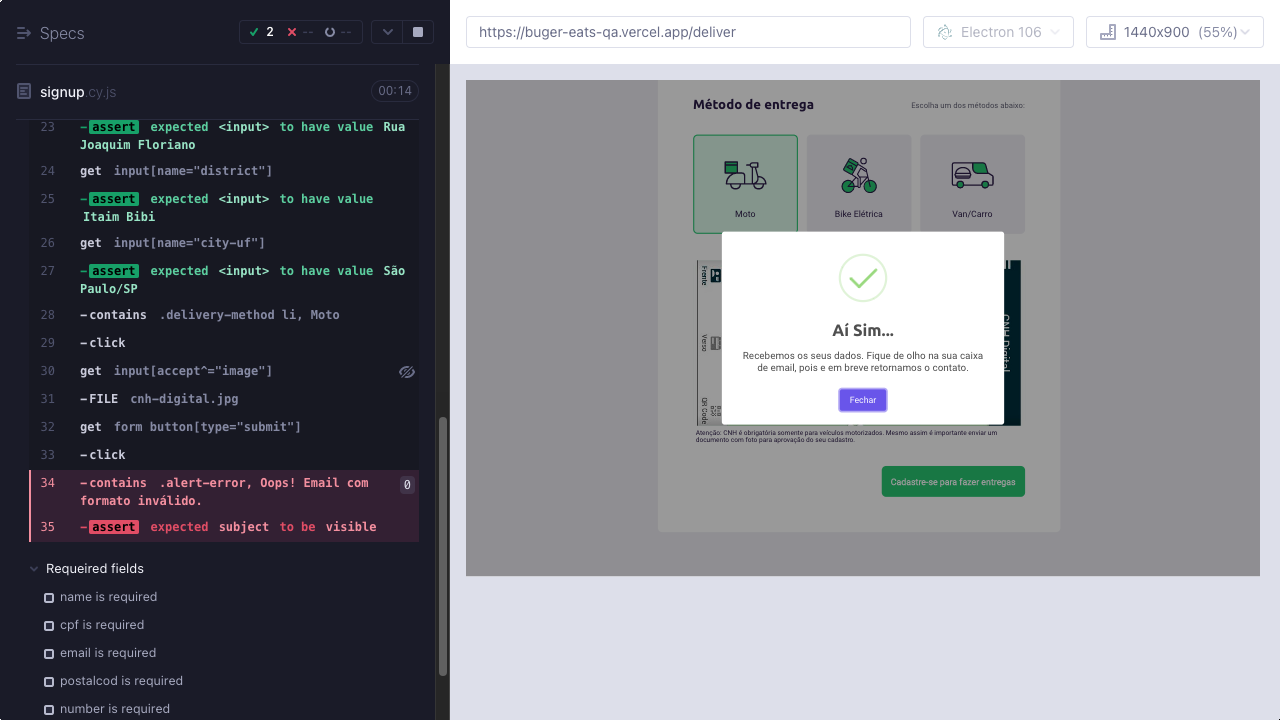 Specs
2
--
--
https://buger-eats-qa.vercel.app/deliver
Electron 106
1440x900 (55%)
signup.cy.js
00:14
23 -assert expected <input> to have value Rua
Joaquim Floriano
24 get input[name="district"]
25 -assert expected <input> to have value
Itaim Bibi
26 get input[name="city-uf"]
27 -assert expected <input> to have value São
Paulo/SP
28 -contains .delivery-method li, Moto
29 -click
30 get input[accept^="image"]
31 -FILE cnh-digital.jpg
32 get form button[type="submit"]
33 -click
34 -contains .alert-error, Oops! Email com 0
formato inválido.
35 -assert expected subject to be visible
Requeired fields
name is required
cpf is required
email is required
postalcod is required
number is required
Método de entrega
Escolha um dos métodos abaixo:
Moto
Bike Elétrica
Van/Carro
Frente
Verso
QR Code
CNH Digital
Aí Sim...
Recebemos os seus dados. Fique de olho na sua caixa
de email, pois e em breve retornamos o contato.
Fechar
Atenção: CNH é obrigatória somente para veículos motorizados. Mesmo assim é importante enviar um
documento com foto para aprovação do seu cadastro.
Cadastre-se para fazer entregas